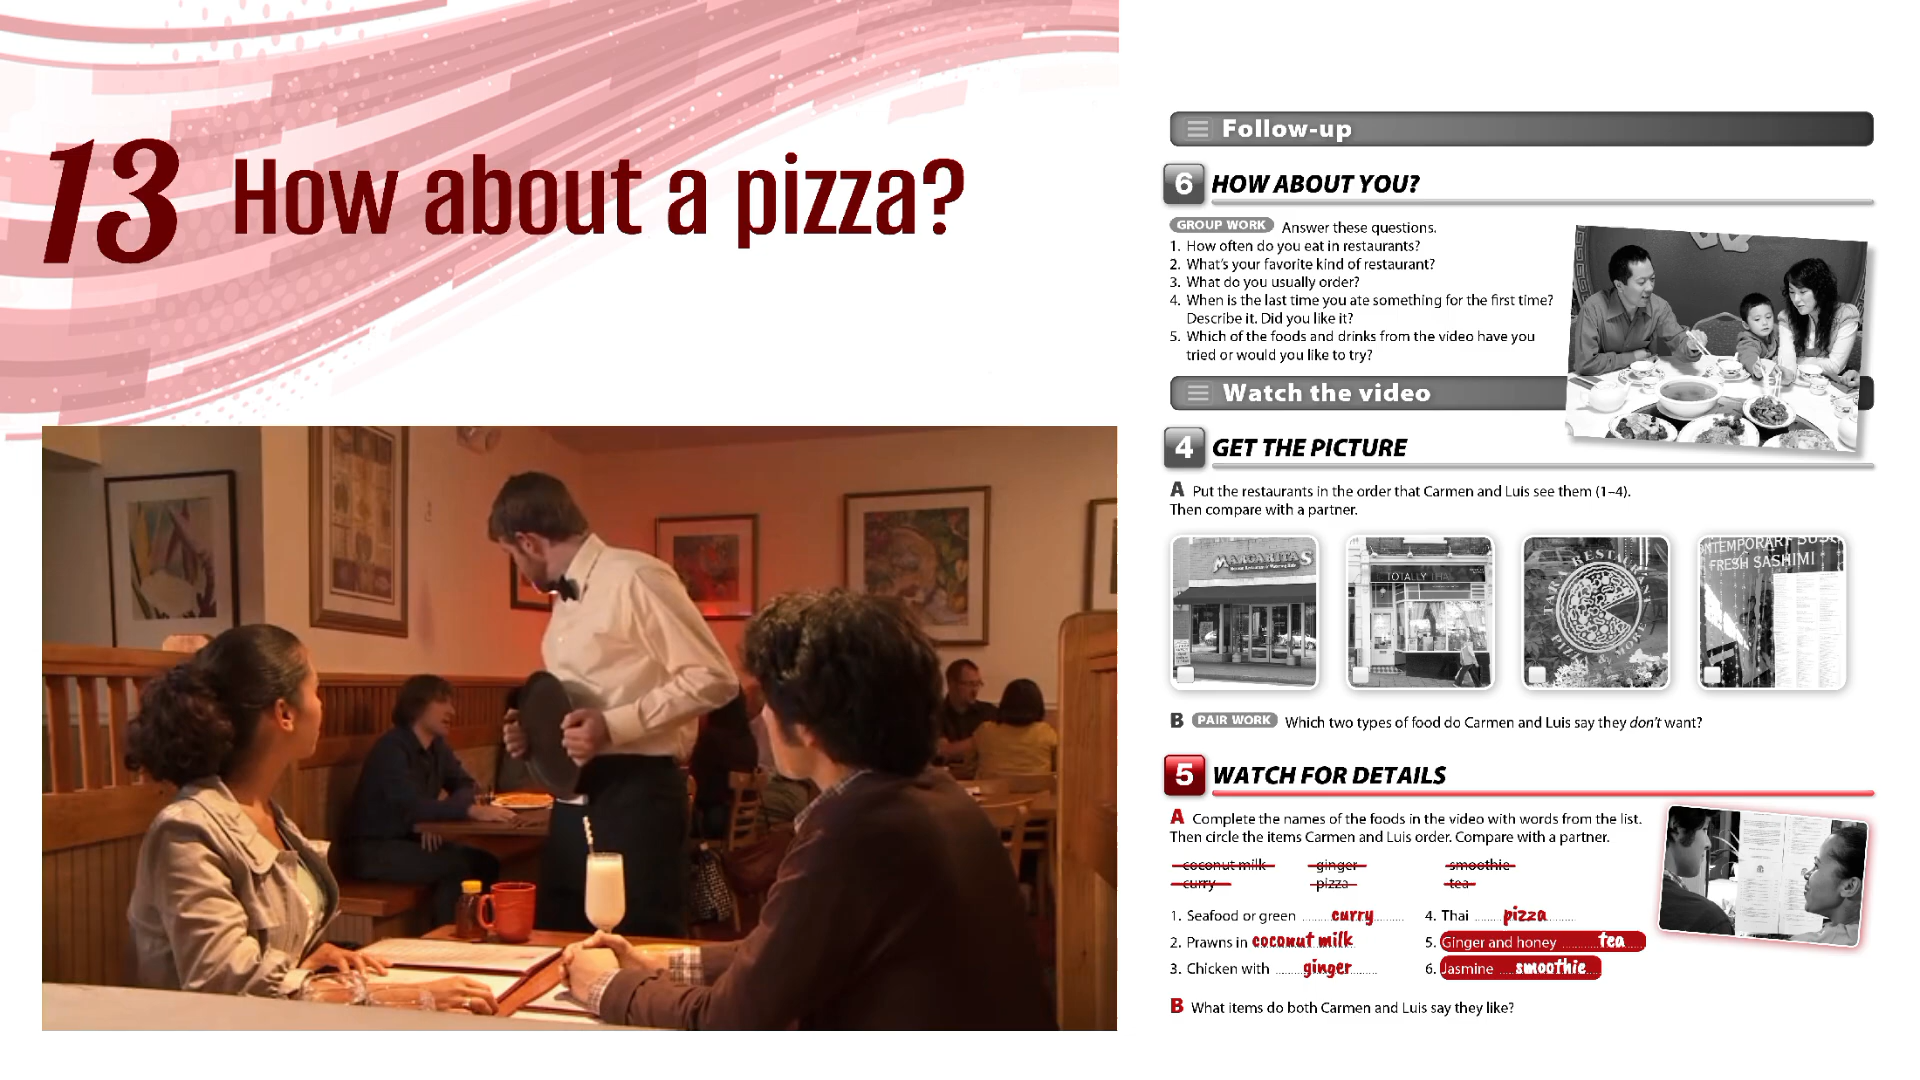 13 How about a pizza?
Follow-up
6 HOW ABOUT YOU?
GROUP WORK Answer these questions.
1. How often do you eat in restaurants?
2. What's your favorite kind of restaurant?
3. What do you usually order?
4. When is the last time you ate something for the first time?
Describe it. Did you like it?
5. Which of the foods and drinks from the video have you
tried or would you like to try?
Watch the video
4 GET THE PICTURE
A Put the restaurants in the order that Carmen and Luis see them (1–4).
Then compare with a partner.
MARGARITAS
TOTALLY THAI
RESTAURANT
PIZZA & MORE
CONTEMPORARY SUSHI
FRESH SASHIMI
B PAIR WORK Which two types of food do Carmen and Luis say they don't want?
5 WATCH FOR DETAILS
A Complete the names of the foods in the video with words from the list.
Then circle the items Carmen and Luis order. Compare with a partner.
coconut milk ginger smoothie
curry pizza tea
1. Seafood or green curry 4. Thai pizza
2. Prawns in coconut milk 5. Ginger and honey tea
3. Chicken with ginger 6. Jasmine smoothie
B What items do both Carmen and Luis say they like?